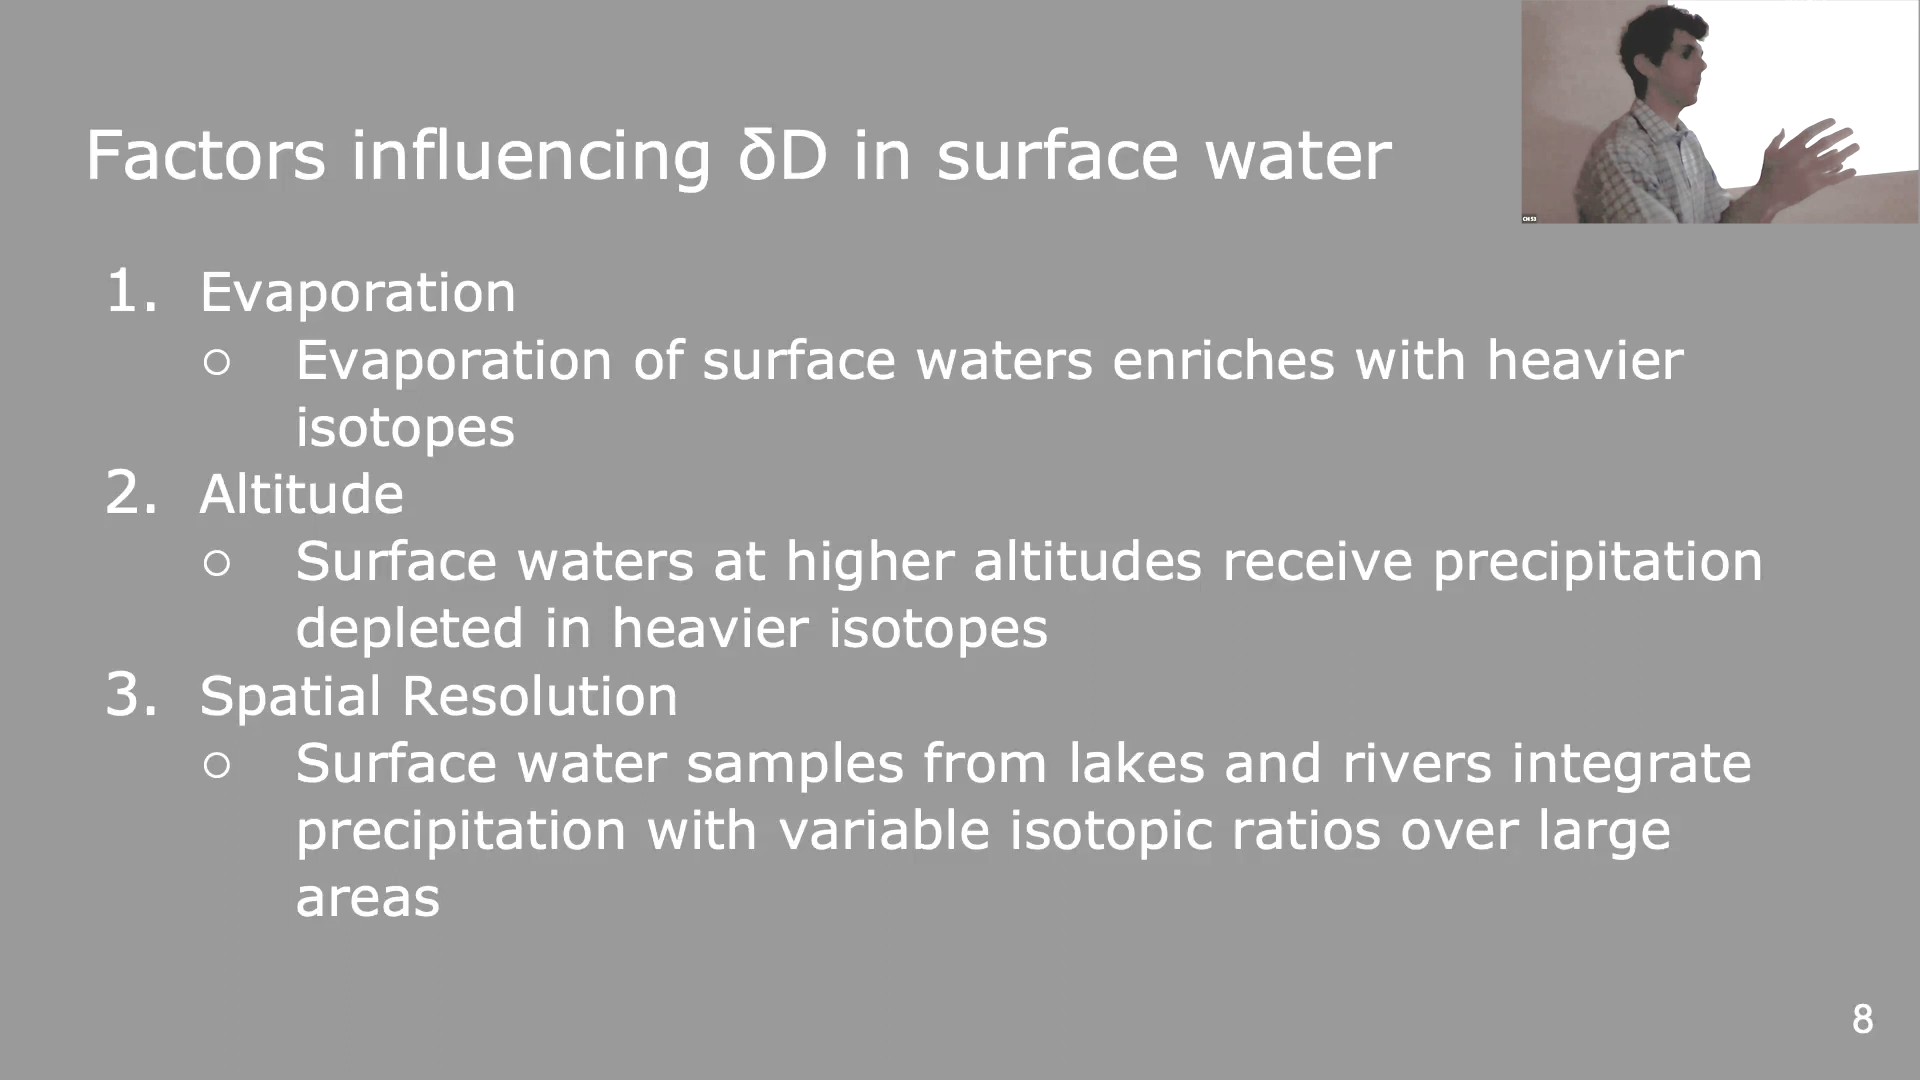 Factors influencing δD in surface water
1. Evaporation
○ Evaporation of surface waters enriches with heavier
isotopes
2. Altitude
○ Surface waters at higher altitudes receive precipitation
depleted in heavier isotopes
3. Spatial Resolution
○ Surface water samples from lakes and rivers integrate
precipitation with variable isotopic ratios over large
areas
8